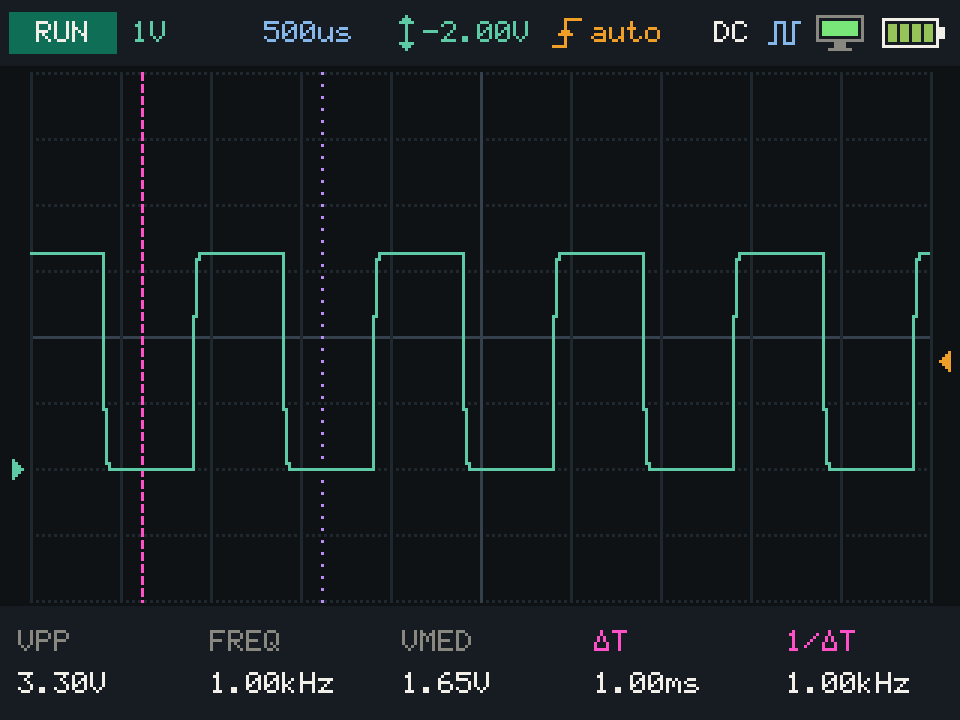 RUN 1V 500us -2.00V auto DC
VPP FREQ VMED ΔT 1/ΔT
3.30V 1.00kHz 1.65V 1.00ms 1.00kHz